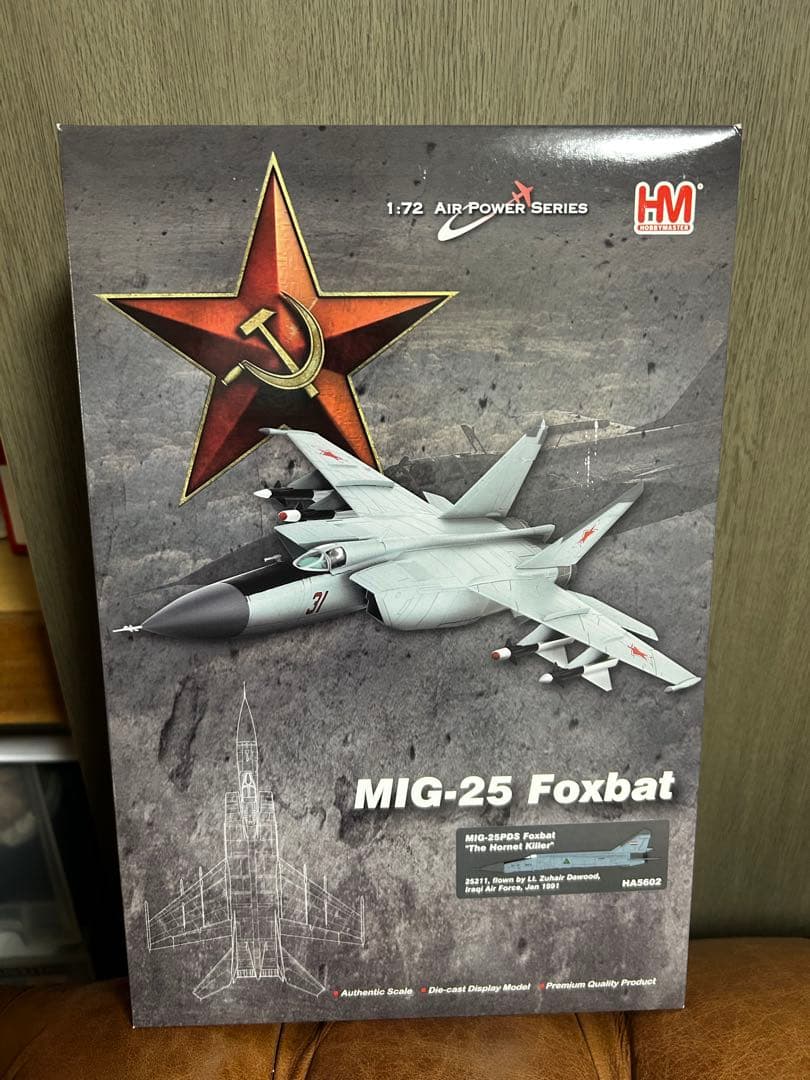 1:72 AIR POWER SERIES
HM
HOBBYMASTER
31
MIG-25 Foxbat
MIG-25PDS Foxbat
"The Hornet Killer"
25211, flown by Lt. Zuhair Dawood,
Iraqi Air Force, Jan 1991
HA5602
Authentic Scale Die-cast Display Model Premium Quality Product